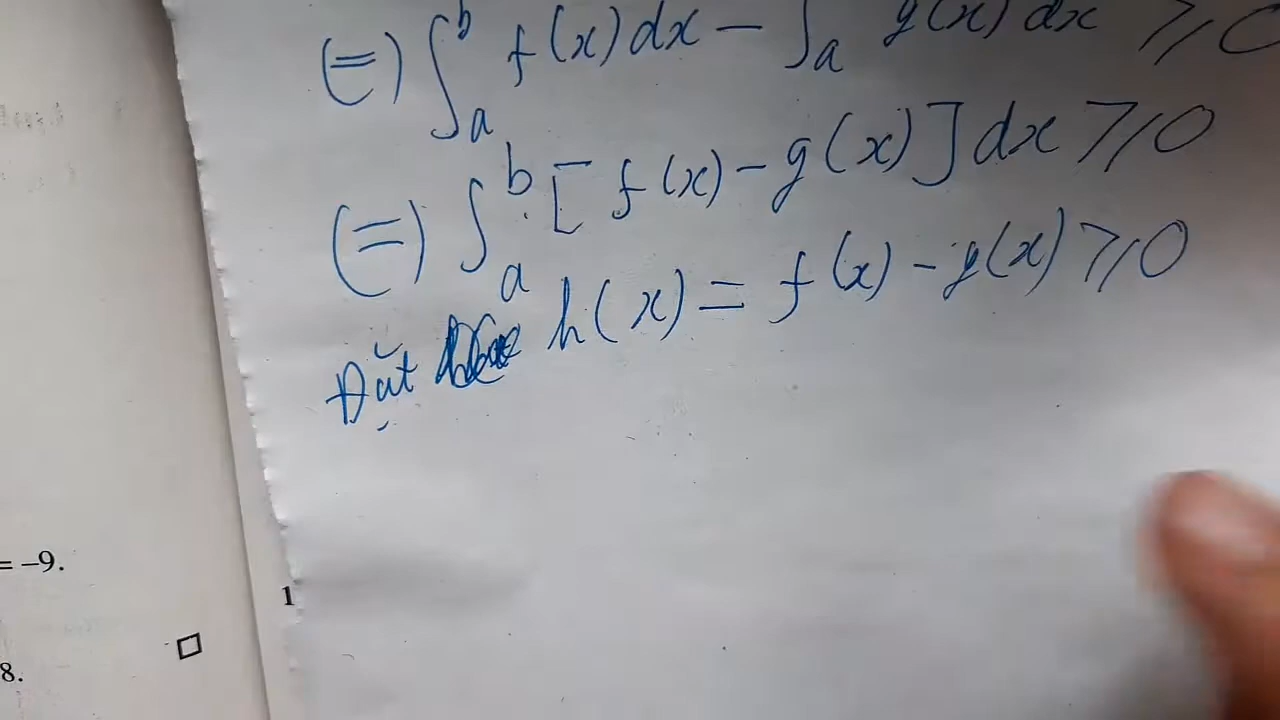 (=) ∫_a^b f(x)dx − ∫_a g(x)dx ⩾ 0
(=) ∫_a^b [f(x) − g(x)]dx ⩾ 0
Đặt h(x) = f(x) − g(x) ⩾ 0
= −9.
1
8.